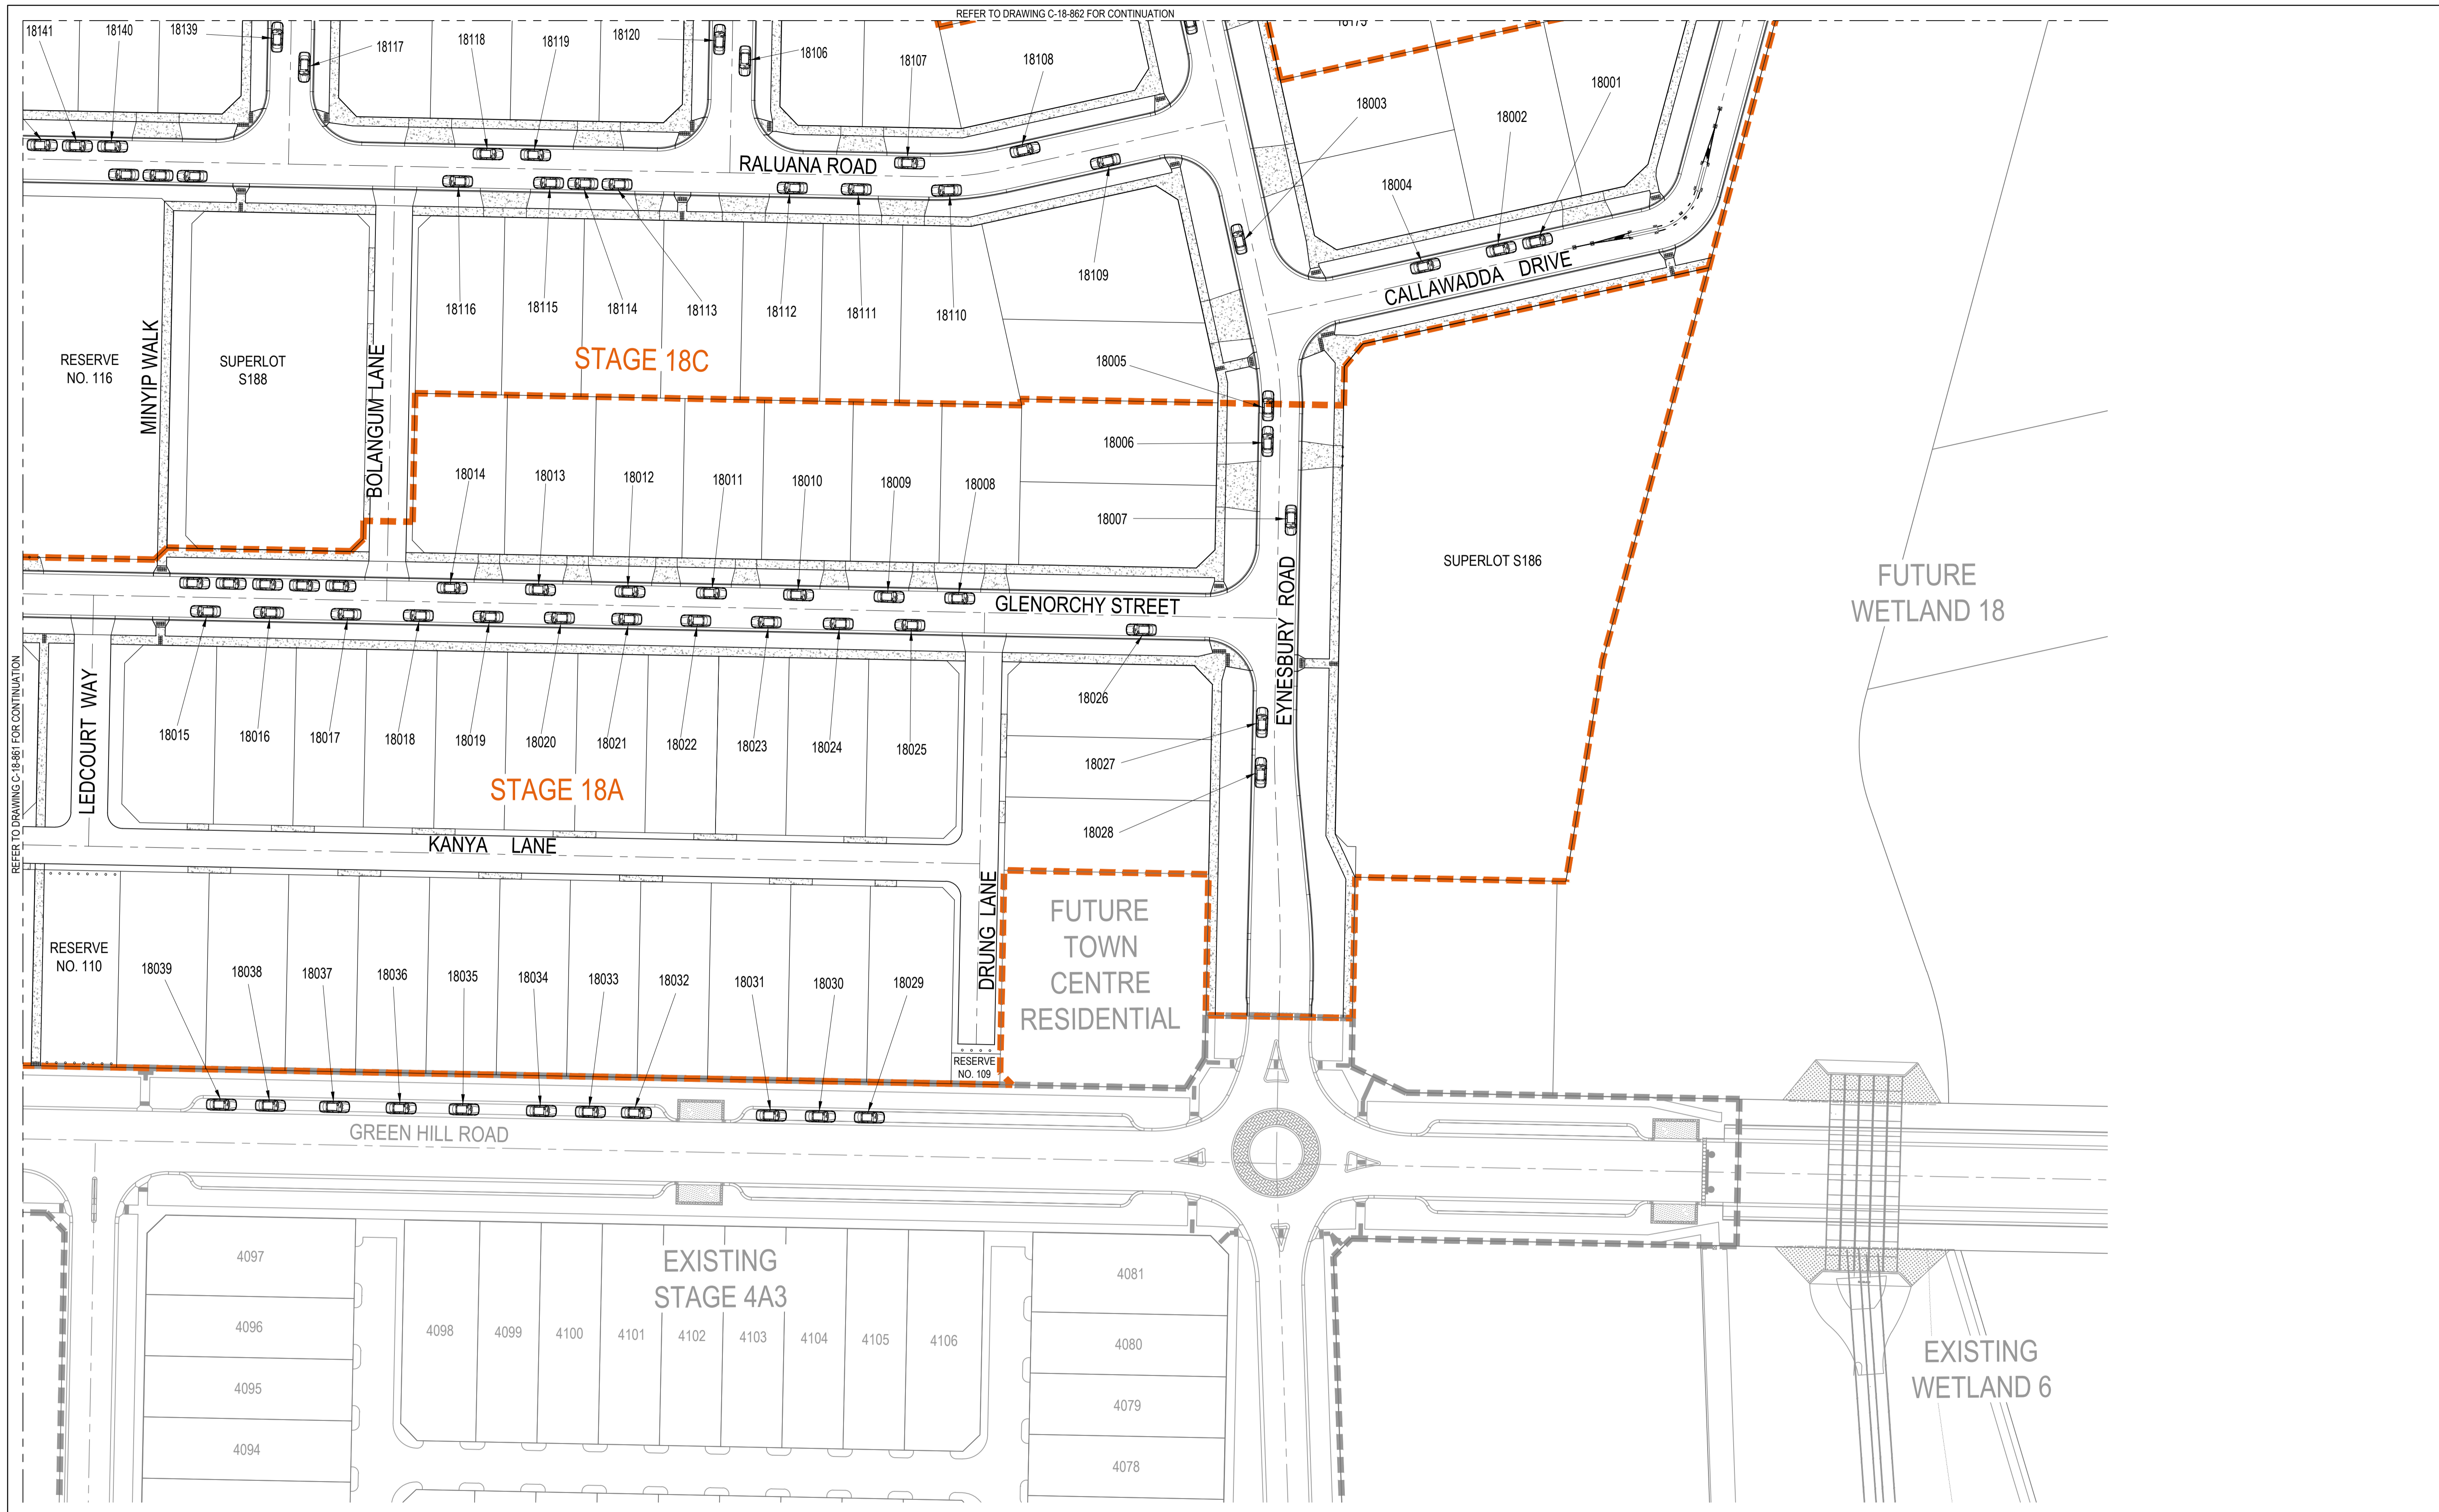 REFER TO DRAWING C-18-862 FOR CONTINUATION
18141
18140
18139
18117
18118
18119
18120
18106
18107
18108
18003
18002
18001
18004
RALUANA ROAD
CALLAWADDA DRIVE
RESERVE
NO. 116
MINYIP WALK
SUPERLOT
S188
BOLANGUM LANE
18116
18115
18114
18113
18112
18111
18110
18109
STAGE 18C
18005
18006
18007
18014
18013
18012
18011
18010
18009
18008
SUPERLOT S186
FUTURE
WETLAND 18
GLENORCHY STREET
EYNESBURY ROAD
REFER TO DRAWING C-18-861 FOR CONTINUATION
LEDCOURT WAY
18015
18016
18017
18018
18019
18020
18021
18022
18023
18024
18025
18026
18027
18028
STAGE 18A
KANYA LANE
DRUNG LANE
RESERVE
NO. 110
18039
18038
18037
18036
18035
18034
18033
18032
18031
18030
18029
RESERVE
NO. 109
FUTURE
TOWN
CENTRE
RESIDENTIAL
GREEN HILL ROAD
4097
4096
4095
4094
EXISTING
STAGE 4A3
4098
4099
4100
4101
4102
4103
4104
4105
4106
4081
4080
4079
4078
EXISTING
WETLAND 6